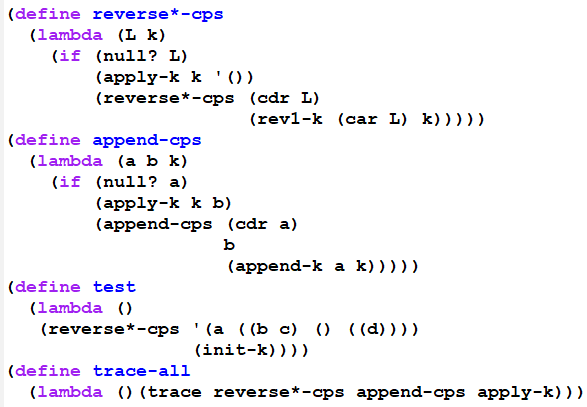 (define reverse*-cps
(lambda (L k)
(if (null? L)
(apply-k k '())
(reverse*-cps (cdr L)
(rev1-k (car L) k)))))
(define append-cps
(lambda (a b k)
(if (null? a)
(apply-k k b)
(append-cps (cdr a)
b
(append-k a k)))))
(define test
(lambda ()
(reverse*-cps '(a ((b c) () ((d))))
(init-k))))
(define trace-all
(lambda ()(trace reverse*-cps append-cps apply-k)))